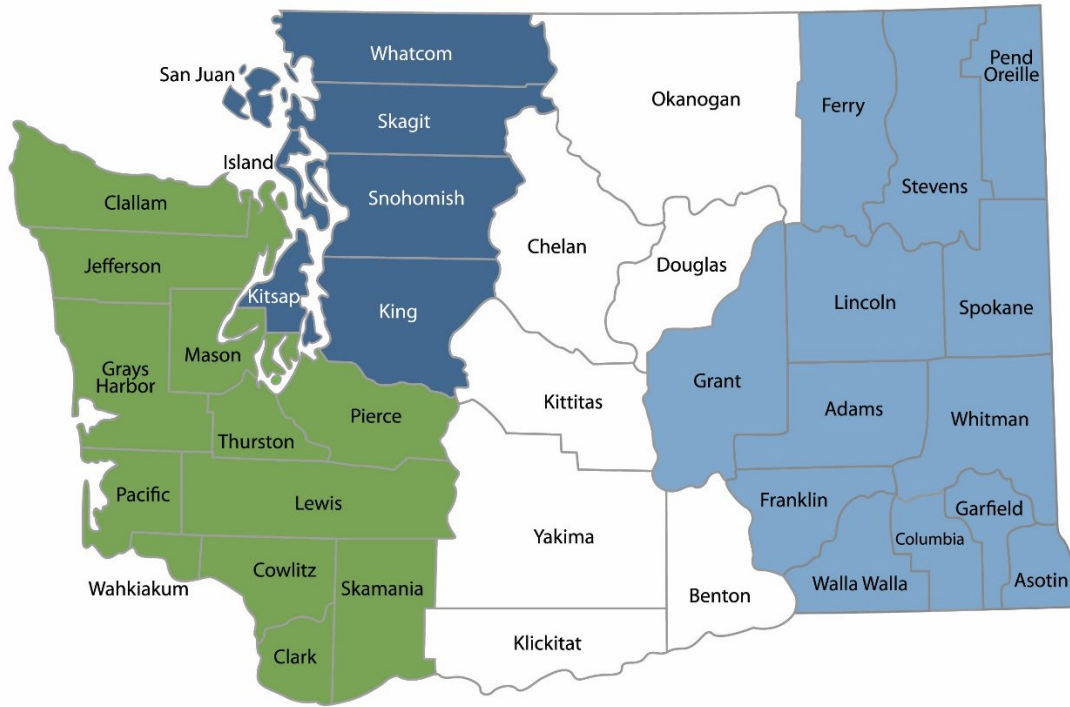 Whatcom
San Juan
Pend
Oreille
Okanogan
Ferry
Skagit
Island
Stevens
Clallam
Snohomish
Chelan
Jefferson
Douglas
Kitsap
Lincoln
Spokane
King
Mason
Grays
Harbor
Grant
Kittitas
Adams
Pierce
Whitman
Thurston
Pacific
Lewis
Franklin
Garfield
Yakima
Columbia
Cowlitz
Wahkiakum
Skamania
Walla Walla
Asotin
Benton
Klickitat
Clark